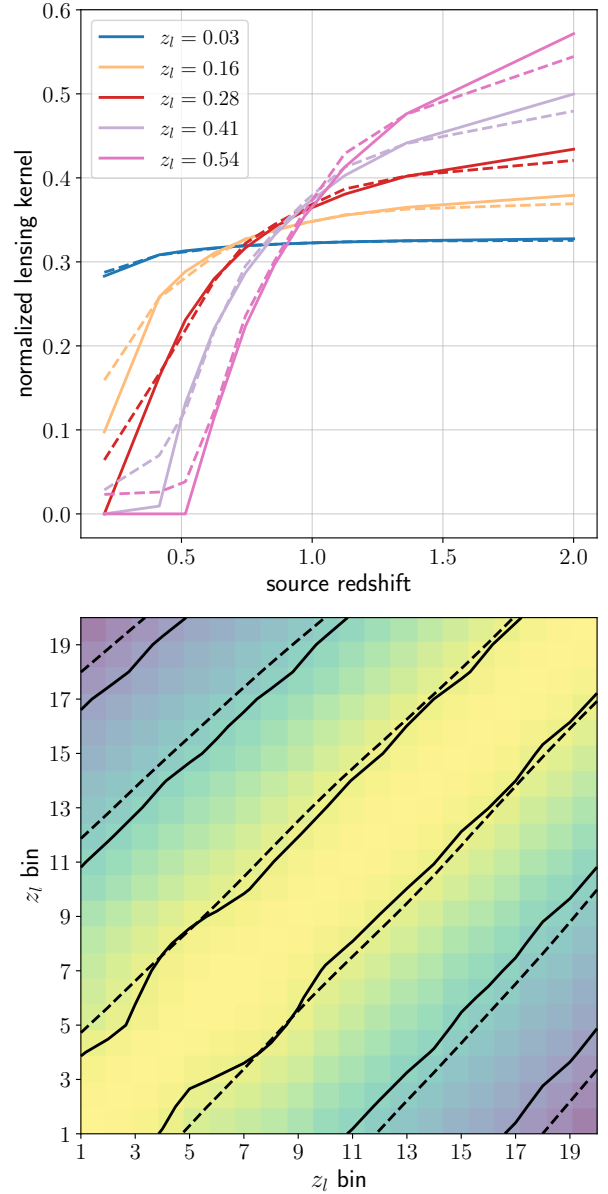 0.6
0.5
0.4
0.3
0.2
0.1
0.0
normalized lensing kernel
z_l = 0.03
z_l = 0.16
z_l = 0.28
z_l = 0.41
z_l = 0.54
0.5 1.0 1.5 2.0
source redshift
19
17
15
13
11
9
7
5
3
1
z_l bin
1 3 5 7 9 11 13 15 17 19
z_l bin